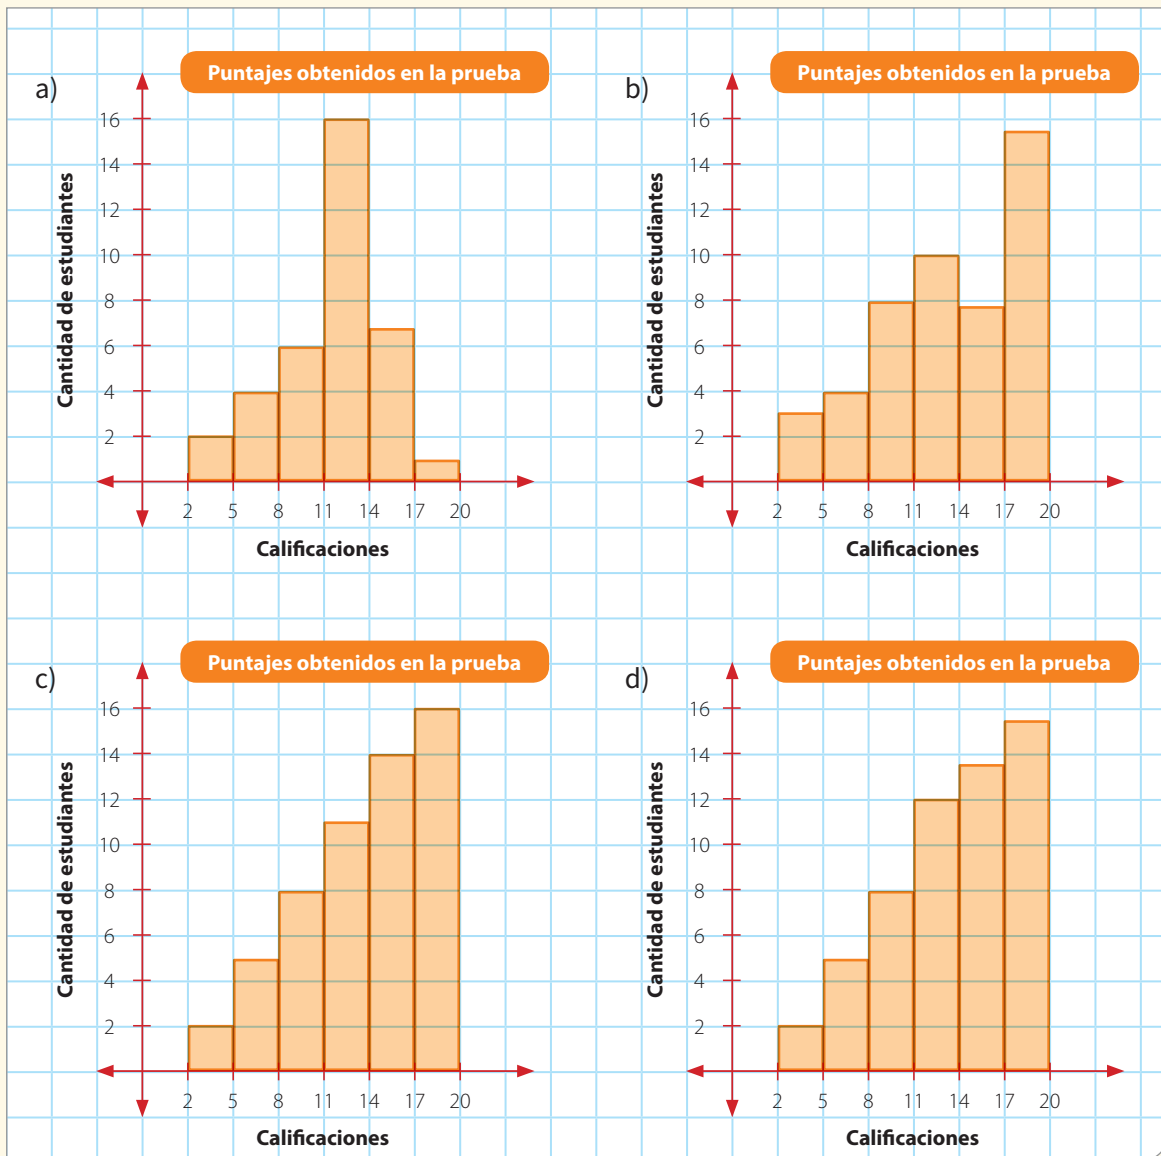 a)
Puntajes obtenidos en la prueba
Cantidad de estudiantes
16
14
12
10
8
6
4
2
2 5 8 11 14 17 20
Calificaciones
b)
Puntajes obtenidos en la prueba
Cantidad de estudiantes
16
14
12
10
8
6
4
2
2 5 8 11 14 17 20
Calificaciones
c)
Puntajes obtenidos en la prueba
Cantidad de estudiantes
16
14
12
10
8
6
4
2
2 5 8 11 14 17 20
Calificaciones
d)
Puntajes obtenidos en la prueba
Cantidad de estudiantes
16
14
12
10
8
6
4
2
2 5 8 11 14 17 20
Calificaciones